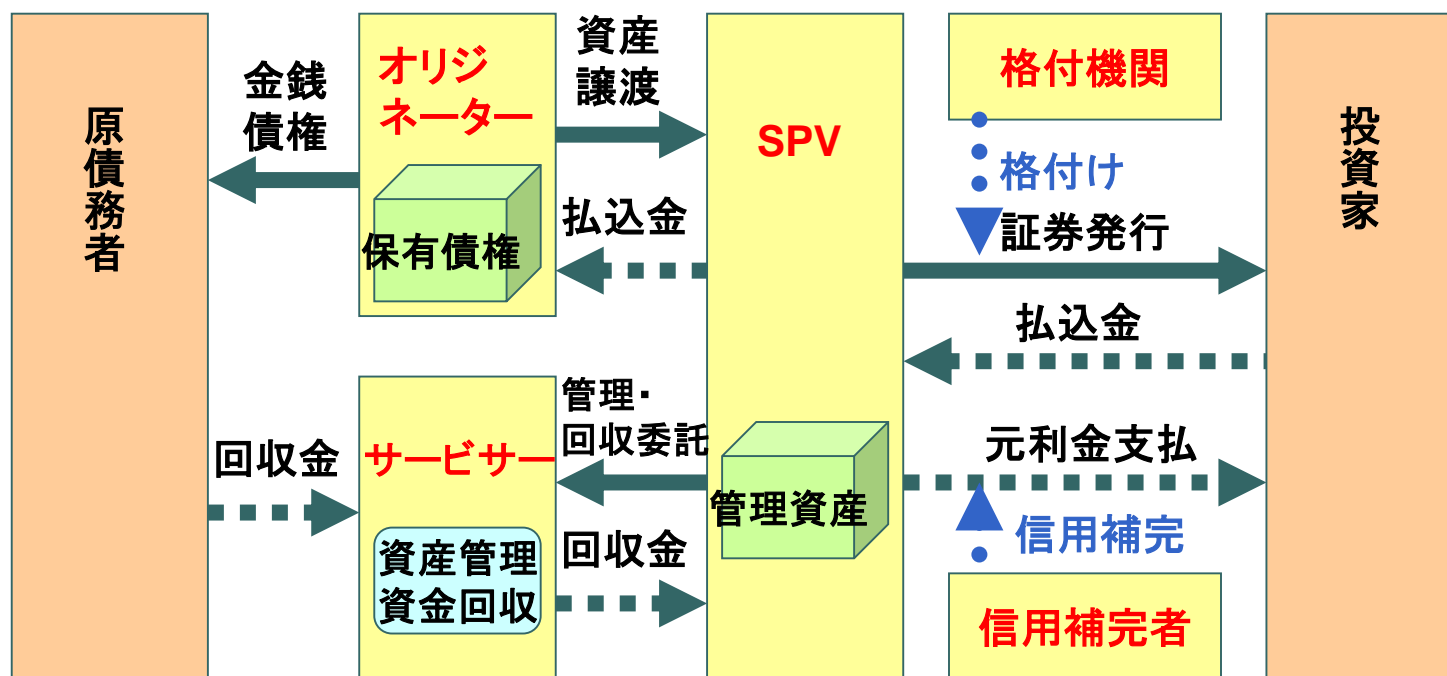 原債務者
金銭
債権
オリジ
ネーター
保有債権
資産
譲渡
払込金
SPV
格付機関
格付け
証券発行
払込金
投資家
回収金
サービサー
資産管理
資金回収
管理・
回収委託
回収金
管理資産
元利金支払
信用補完
信用補完者